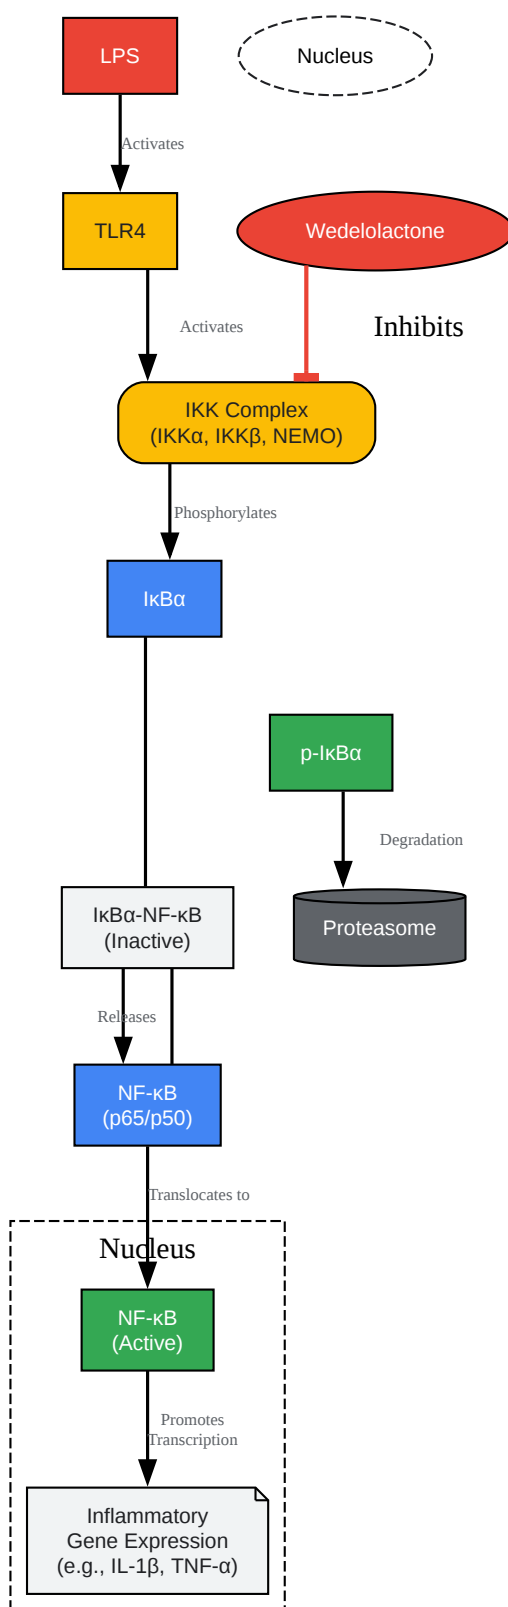 LPS
Nucleus
Activates
TLR4
Wedelolactone
Activates
Inhibits
IKK Complex
(IKKα, IKKβ, NEMO)
Phosphorylates
IκBα
p-IκBα
Degradation
IκBα-NF-κB
(Inactive)
Proteasome
Releases
NF-κB
(p65/p50)
Translocates to
Nucleus
NF-κB
(Active)
Promotes
Transcription
Inflammatory
Gene Expression
(e.g., IL-1β, TNF-α)